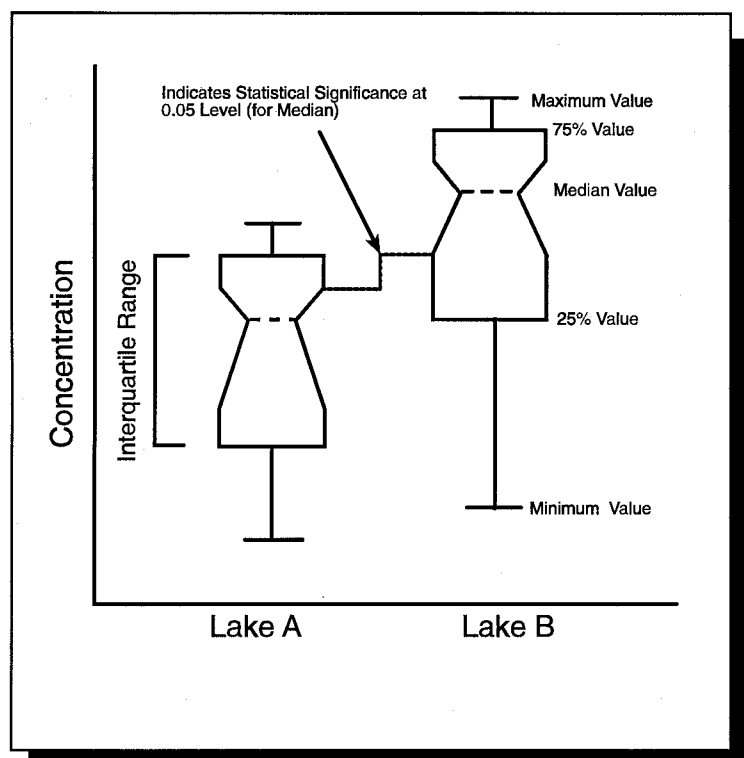 Indicates Statistical Significance at
0.05 Level (for Median)
Maximum Value
75% Value
Median Value
25% Value
Minimum Value
Concentration
Interquartile Range
Lake A
Lake B